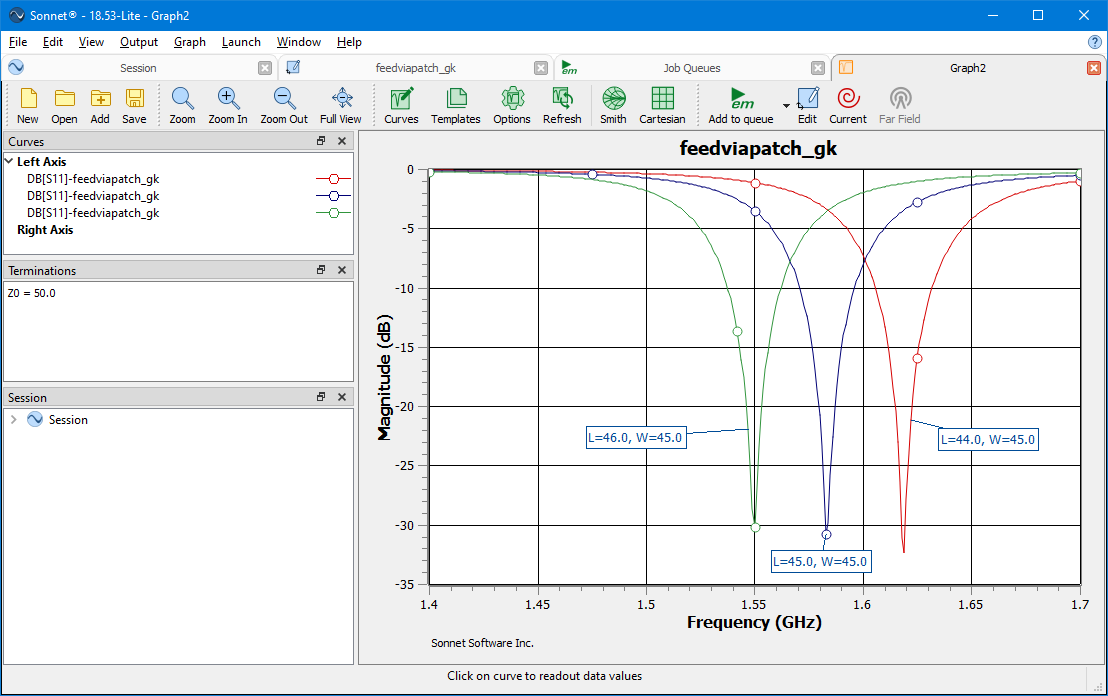 Sonnet® - 18.53-Lite - Graph2
File Edit View Output Graph Launch Window Help
Session feedviapatch_gk em Job Queues Graph2
New Open Add Save Zoom Zoom In Zoom Out Full View Curves Templates Options Refresh Smith Cartesian em Add to queue Edit Current Far Field
Curves
Left Axis
DB[S11]-feedviapatch_gk
DB[S11]-feedviapatch_gk
DB[S11]-feedviapatch_gk
Right Axis
Terminations
Z0 = 50.0
Session
Session
feedviapatch_gk
Magnitude (dB)
0
-5
-10
-15
-20
-25
-30
-35
L=46.0, W=45.0
L=44.0, W=45.0
L=45.0, W=45.0
1.4 1.45 1.5 1.55 1.6 1.65 1.7
Frequency (GHz)
Sonnet Software Inc.
Click on curve to readout data values